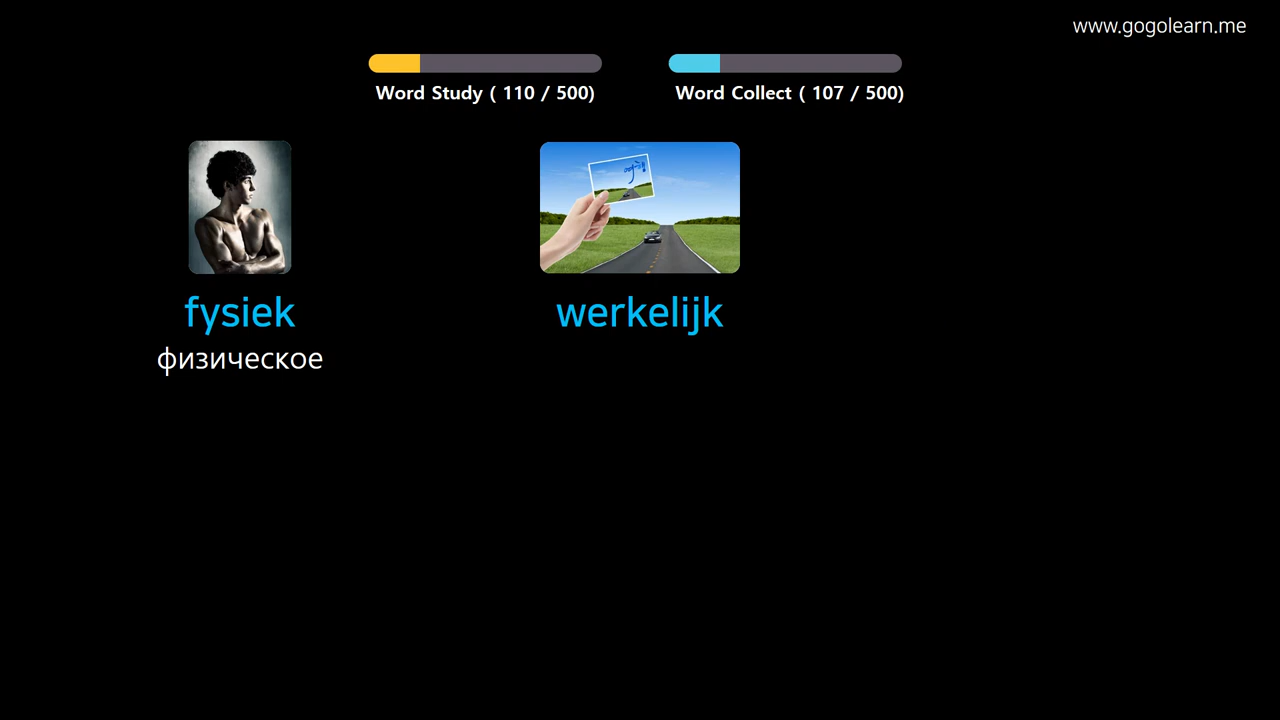 www.gogolearn.me
Word Study ( 110 / 500)
Word Collect ( 107 / 500)
fysiek
werkelijk
физическое